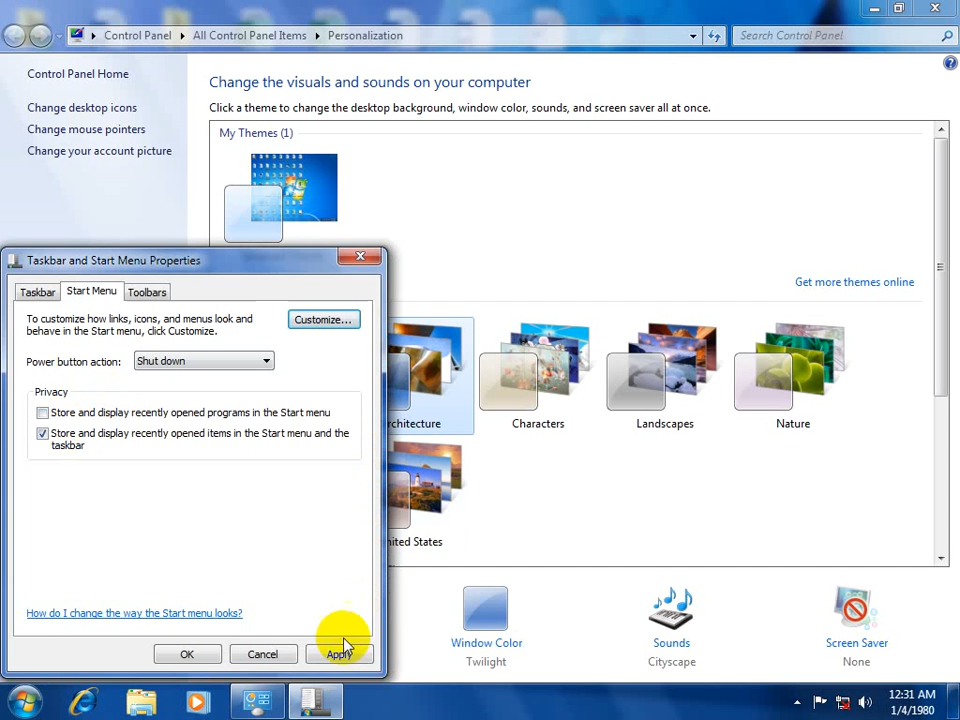 Control Panel
All Control Panel Items
Personalization
Search Control Panel
Control Panel Home
Change desktop icons
Change mouse pointers
Change your account picture
Change the visuals and sounds on your computer
Click a theme to change the desktop background, window color, sounds, and screen saver all at once.
My Themes (1)
Get more themes online
rchitecture
Characters
Landscapes
Nature
nited States
Window Color
Twilight
Sounds
Cityscape
Screen Saver
None
Taskbar and Start Menu Properties
Taskbar
Start Menu
Toolbars
To customize how links, icons, and menus look and
behave in the Start menu, click Customize.
Customize...
Power button action:
Shut down
Privacy
Store and display recently opened programs in the Start menu
Store and display recently opened items in the Start menu and the
taskbar
How do I change the way the Start menu looks?
OK
Cancel
Apply
12:31 AM
1/4/1980